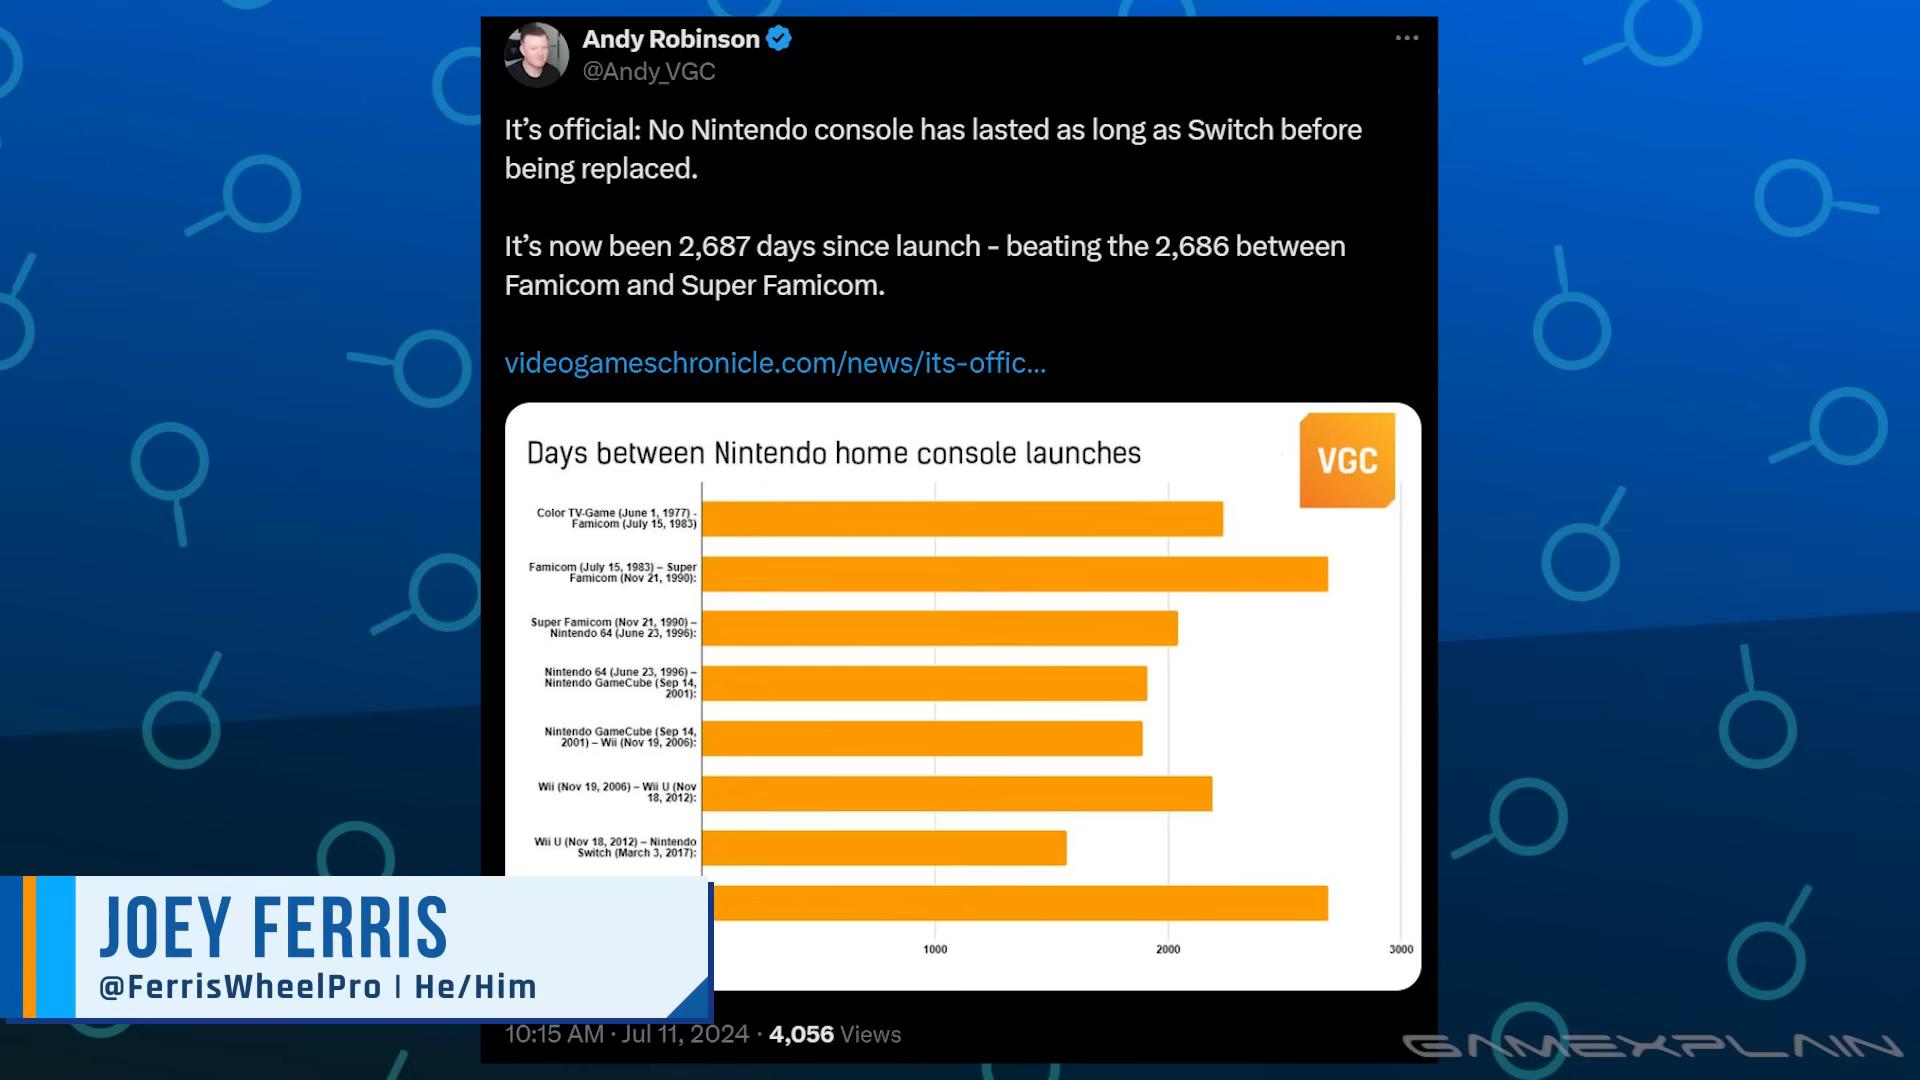 Andy Robinson
@Andy_VGC
It’s official: No Nintendo console has lasted as long as Switch before
being replaced.
It’s now been 2,687 days since launch - beating the 2,686 between
Famicom and Super Famicom.
videogameschronicle.com/news/its-offic...
Days between Nintendo home console launches
VGC
Color TV-Game (June 1, 1977) -
Famicom (July 15, 1983)
Famicom (July 15, 1983) – Super
Famicom (Nov 21, 1990):
Super Famicom (Nov 21, 1990) –
Nintendo 64 (June 23, 1996):
Nintendo 64 (June 23, 1996) –
Nintendo GameCube (Sep 14,
2001):
Nintendo GameCube (Sep 14,
2001) – Wii (Nov 19, 2006):
Wii (Nov 19, 2006) – Wii U (Nov
18, 2012):
Wii U (Nov 18, 2012) – Nintendo
Switch (March 3, 2017):
1000 2000 3000
JOEY FERRIS
@FerrisWheelPro | He/Him
10:15 AM · Jul 11, 2024 · 4,056 Views
GAMEXPLAIN